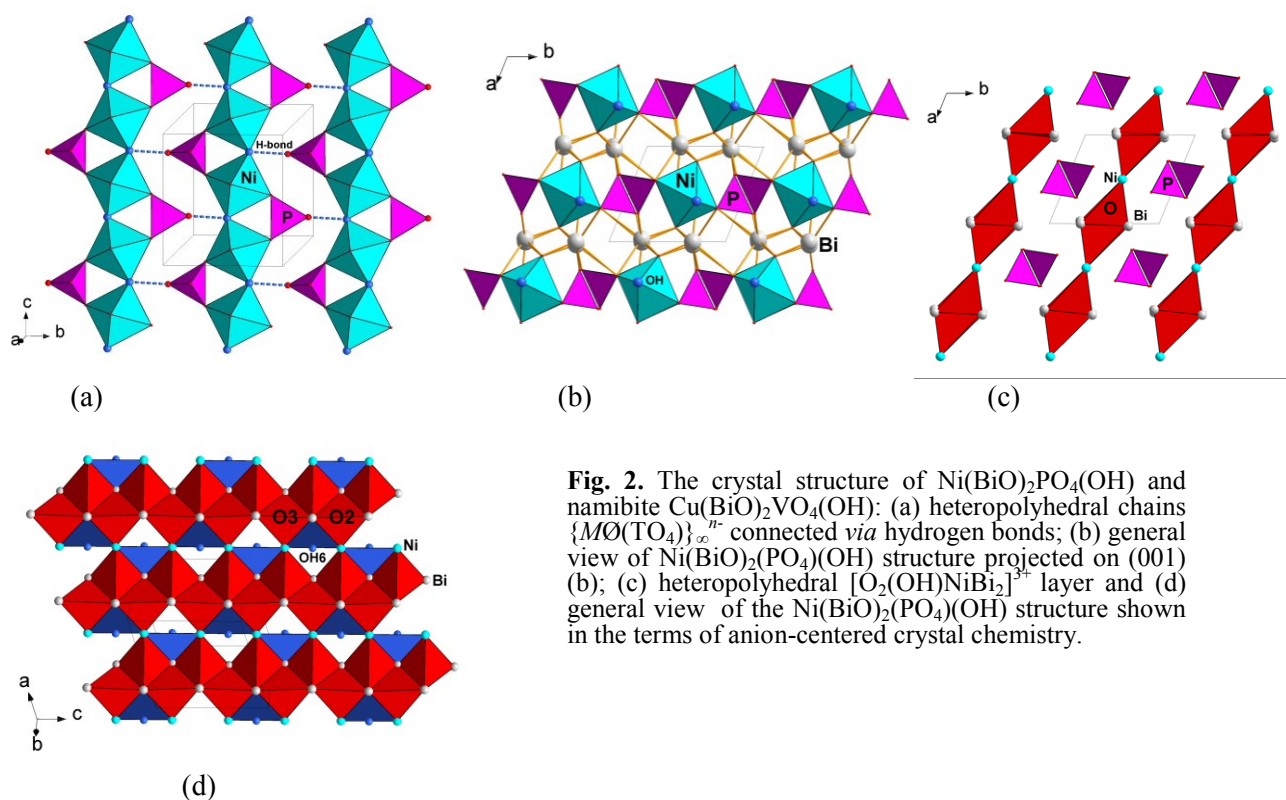 H-bond
Ni
P
c
a
b
(a)
b
a
Ni
P
Bi
OH
(b)
b
a
Ni
P
O
Bi
(c)
O3 O2
Ni
OH6
Bi
a
c
b
(d)
Fig. 2. The crystal structure of Ni(BiO)₂PO₄(OH) and
namibite Cu(BiO)₂VO₄(OH): (a) heteropolyhedral chains
{MØ(TO₄)}∞ⁿ⁻ connected via hydrogen bonds; (b) general
view of Ni(BiO)₂(PO₄)(OH) structure projected on (001)
(b); (c) heteropolyhedral [O₂(OH)NiBi₂]³⁺ layer and (d)
general view of the Ni(BiO)₂(PO₄)(OH) structure shown
in the terms of anion-centered crystal chemistry.